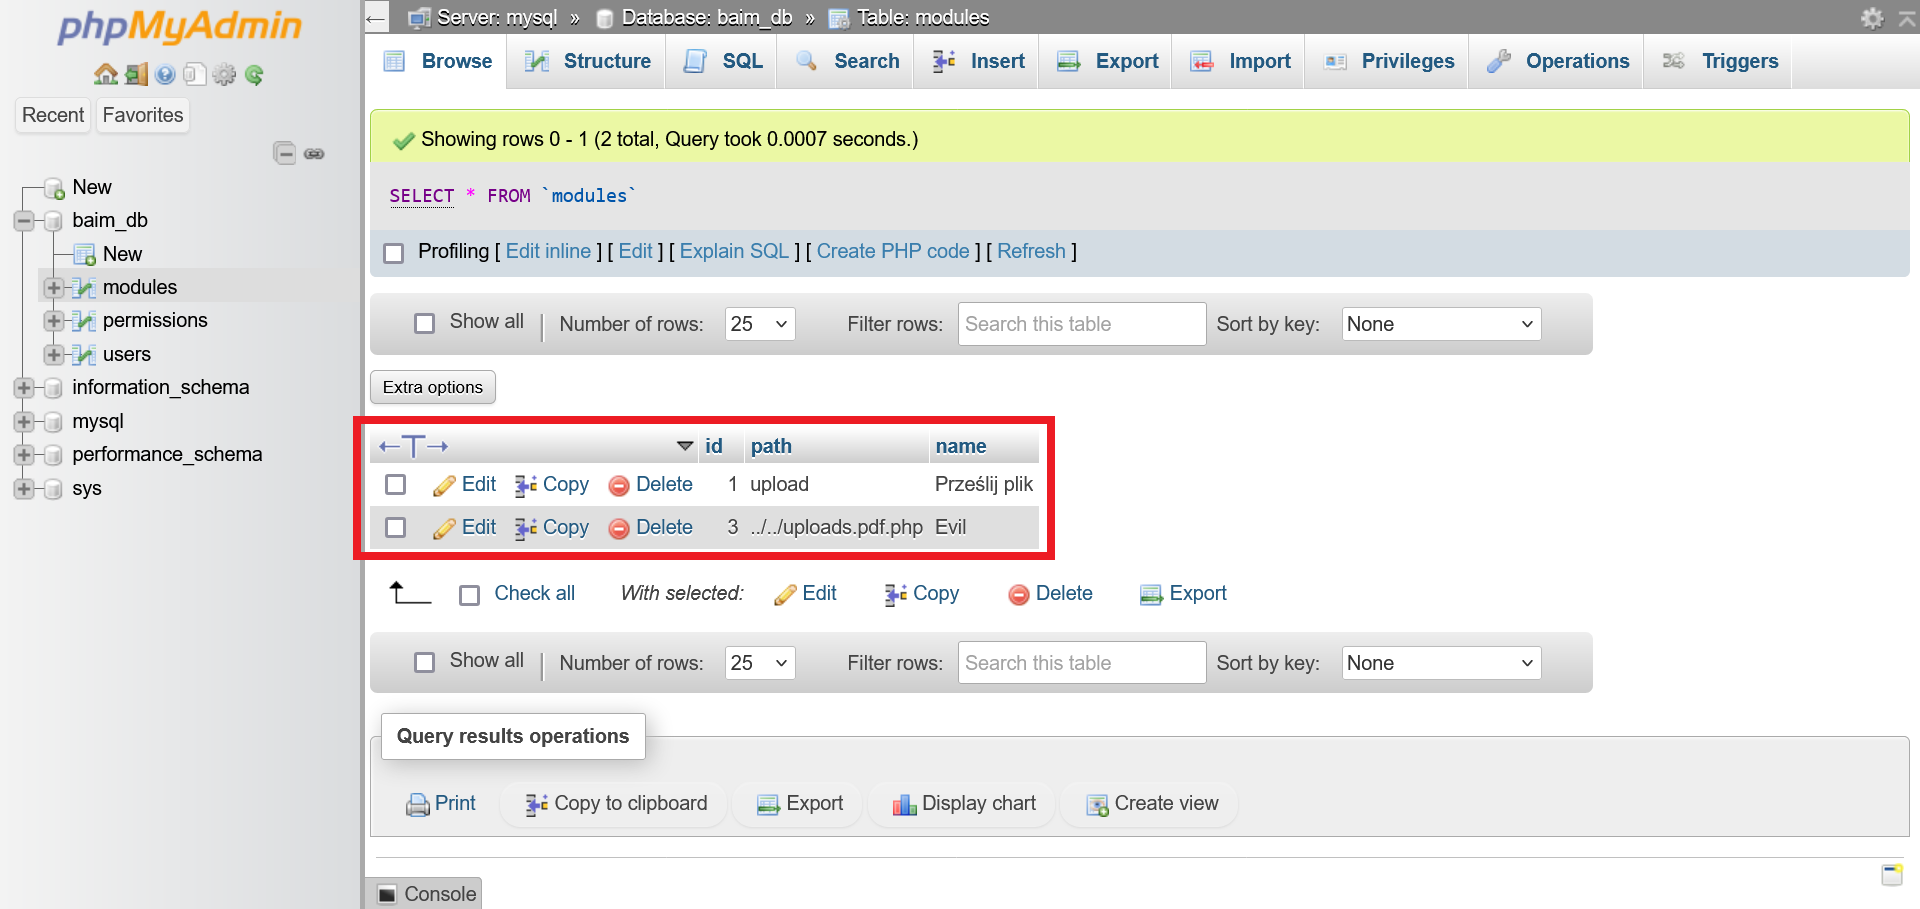 phpMyAdmin
Recent Favorites
New
baim_db
New
modules
permissions
users
information_schema
mysql
performance_schema
sys
Server: mysql » Database: baim_db » Table: modules
Browse Structure SQL Search Insert Export Import Privileges Operations Triggers
Showing rows 0 - 1 (2 total, Query took 0.0007 seconds.)
SELECT * FROM `modules`
Profiling [ Edit inline ] [ Edit ] [ Explain SQL ] [ Create PHP code ] [ Refresh ]
Show all Number of rows: 25 Filter rows: Search this table Sort by key: None
Extra options
←T→ id path name
Edit Copy Delete 1 upload Prześlij plik
Edit Copy Delete 3 ../../uploads.pdf.php Evil
Check all With selected: Edit Copy Delete Export
Show all Number of rows: 25 Filter rows: Search this table Sort by key: None
Query results operations
Print Copy to clipboard Export Display chart Create view
Console